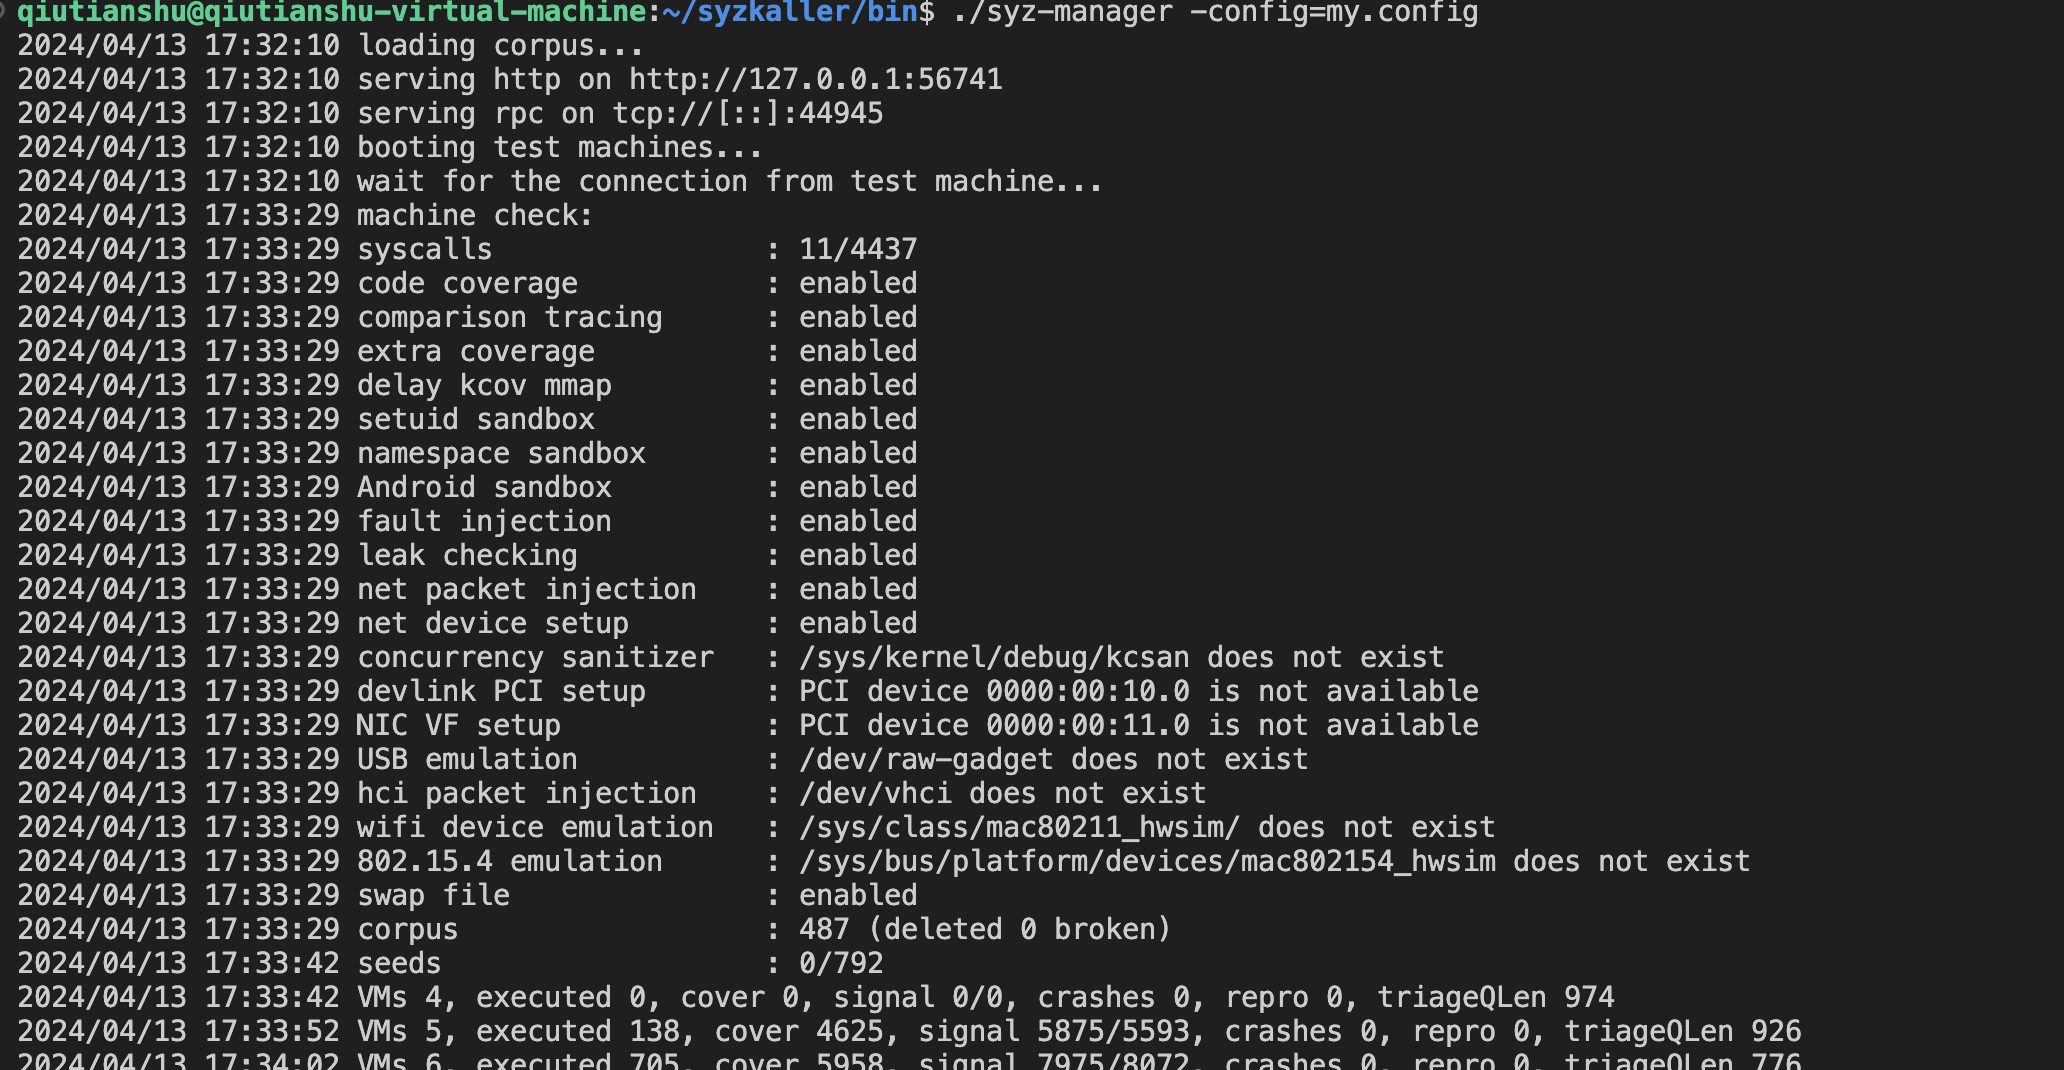 qiutianshu@qiutianshu-virtual-machine:~/syzkaller/bin$ ./syz-manager -config=my.config
2024/04/13 17:32:10 loading corpus...
2024/04/13 17:32:10 serving http on http://127.0.0.1:56741
2024/04/13 17:32:10 serving rpc on tcp://[::]:44945
2024/04/13 17:32:10 booting test machines...
2024/04/13 17:32:10 wait for the connection from test machine...
2024/04/13 17:33:29 machine check:
2024/04/13 17:33:29 syscalls                : 11/4437
2024/04/13 17:33:29 code coverage           : enabled
2024/04/13 17:33:29 comparison tracing      : enabled
2024/04/13 17:33:29 extra coverage          : enabled
2024/04/13 17:33:29 delay kcov mmap         : enabled
2024/04/13 17:33:29 setuid sandbox          : enabled
2024/04/13 17:33:29 namespace sandbox       : enabled
2024/04/13 17:33:29 Android sandbox         : enabled
2024/04/13 17:33:29 fault injection         : enabled
2024/04/13 17:33:29 leak checking           : enabled
2024/04/13 17:33:29 net packet injection    : enabled
2024/04/13 17:33:29 net device setup        : enabled
2024/04/13 17:33:29 concurrency sanitizer   : /sys/kernel/debug/kcsan does not exist
2024/04/13 17:33:29 devlink PCI setup       : PCI device 0000:00:10.0 is not available
2024/04/13 17:33:29 NIC VF setup            : PCI device 0000:00:11.0 is not available
2024/04/13 17:33:29 USB emulation           : /dev/raw-gadget does not exist
2024/04/13 17:33:29 hci packet injection    : /dev/vhci does not exist
2024/04/13 17:33:29 wifi device emulation   : /sys/class/mac80211_hwsim/ does not exist
2024/04/13 17:33:29 802.15.4 emulation      : /sys/bus/platform/devices/mac802154_hwsim does not exist
2024/04/13 17:33:29 swap file               : enabled
2024/04/13 17:33:29 corpus                  : 487 (deleted 0 broken)
2024/04/13 17:33:42 seeds                   : 0/792
2024/04/13 17:33:42 VMs 4, executed 0, cover 0, signal 0/0, crashes 0, repro 0, triageQLen 974
2024/04/13 17:33:52 VMs 5, executed 138, cover 4625, signal 5875/5593, crashes 0, repro 0, triageQLen 926
2024/04/13 17:34:02 VMs 6, executed 705, cover 5958, signal 7975/8072, crashes 0, repro 0, triageQLen 776